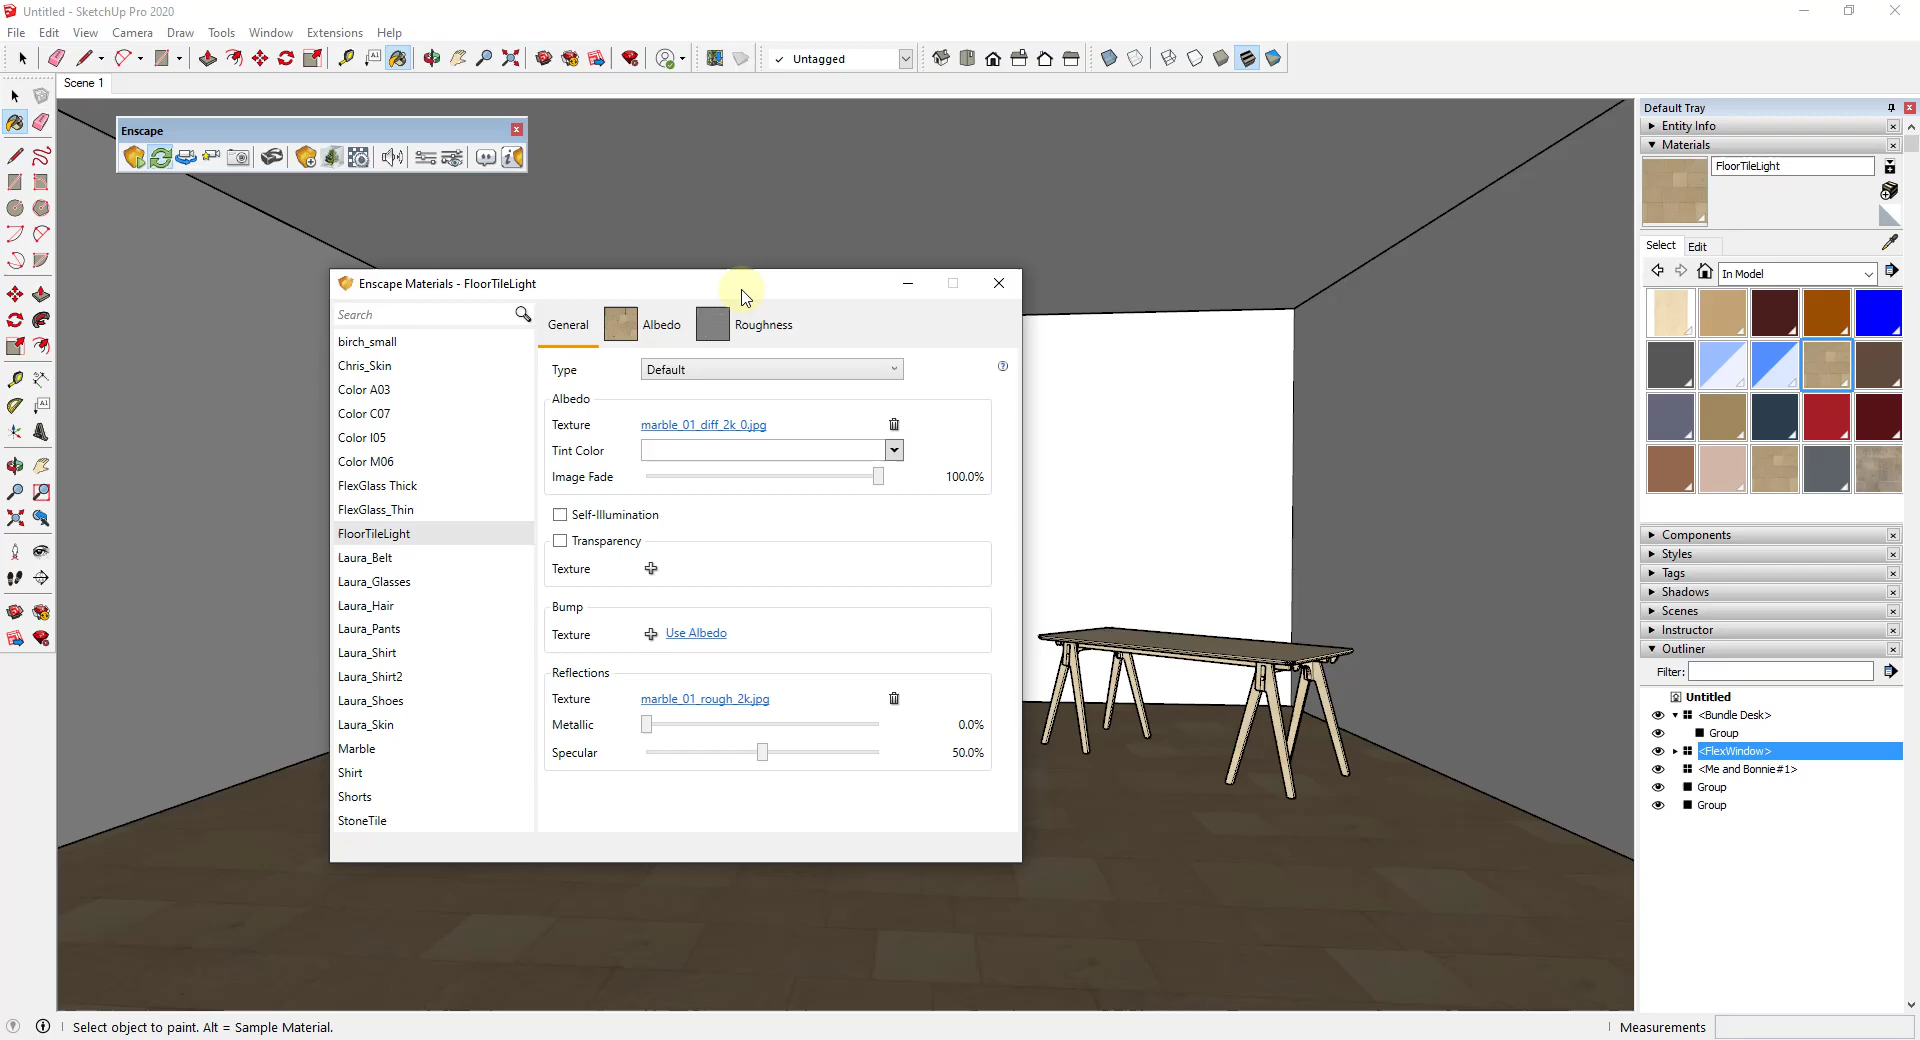 Untitled - SketchUp Pro 2020
File Edit View Camera Draw Tools Window Extensions Help
Untagged
Scene 1
Default Tray
Enscape
Entity Info
Materials
FloorTileLight
Select Edit
In Model
Enscape Materials - FloorTileLight
Search
General Albedo Roughness
birch_small
Chris_Skin
Color A03
Color C07
Color I05
Color M06
FlexGlass Thick
FlexGlass_Thin
FloorTileLight
Laura_Belt
Laura_Glasses
Laura_Hair
Laura_Pants
Laura_Shirt
Laura_Shirt2
Laura_Shoes
Laura_Skin
Marble
Shirt
Shorts
StoneTile
Type Default
Albedo
Texture marble_01_diff_2k_0.jpg
Tint Color
Image Fade 100.0%
Self-Illumination
Transparency
Texture
Bump
Texture Use Albedo
Reflections
Texture marble_01_rough_2k.jpg
Metallic 0.0%
Specular 50.0%
Components
Styles
Tags
Shadows
Scenes
Instructor
Outliner
Filter:
Untitled
<Bundle Desk>
Group
<FlexWindow>
<Me and Bonnie#1>
Group
Group
Select object to paint. Alt = Sample Material.
Measurements